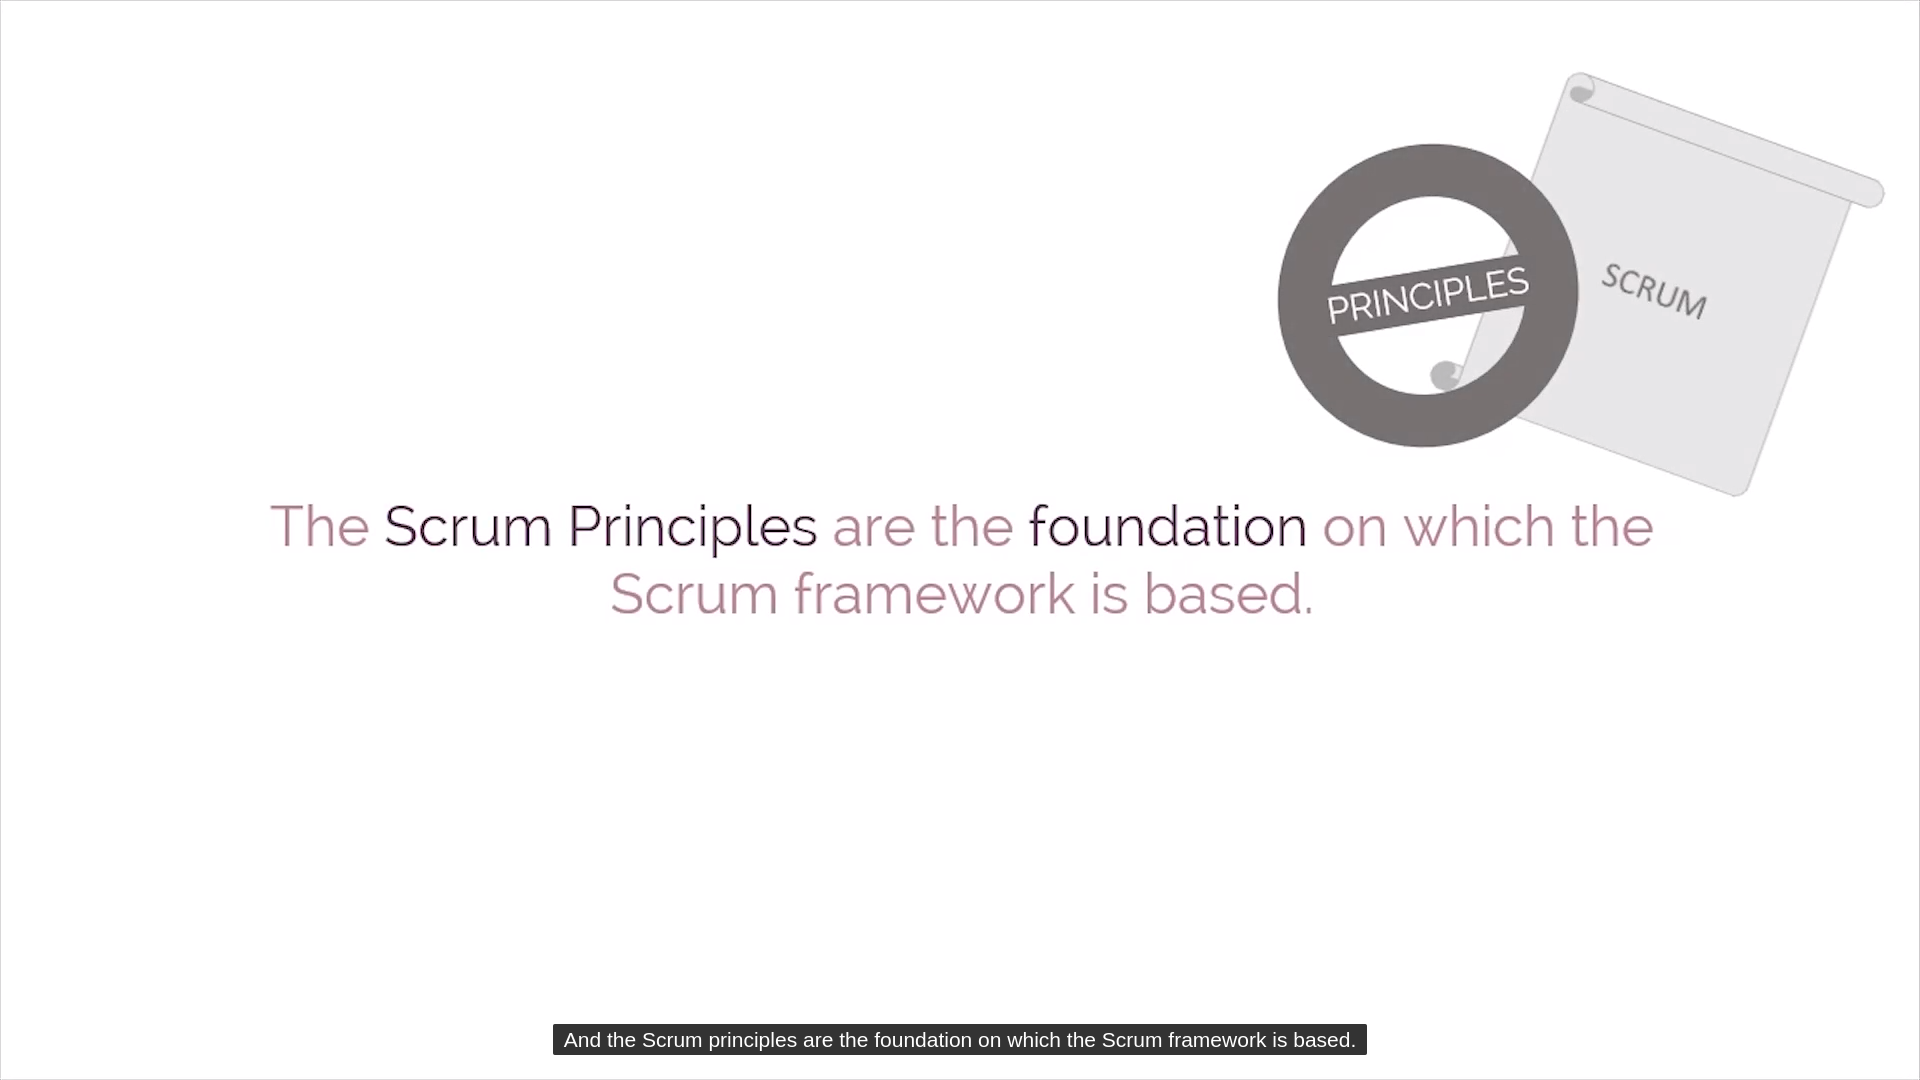 PRINCIPLES
SCRUM
The Scrum Principles are the foundation on which the
Scrum framework is based.
And the Scrum principles are the foundation on which the Scrum framework is based.